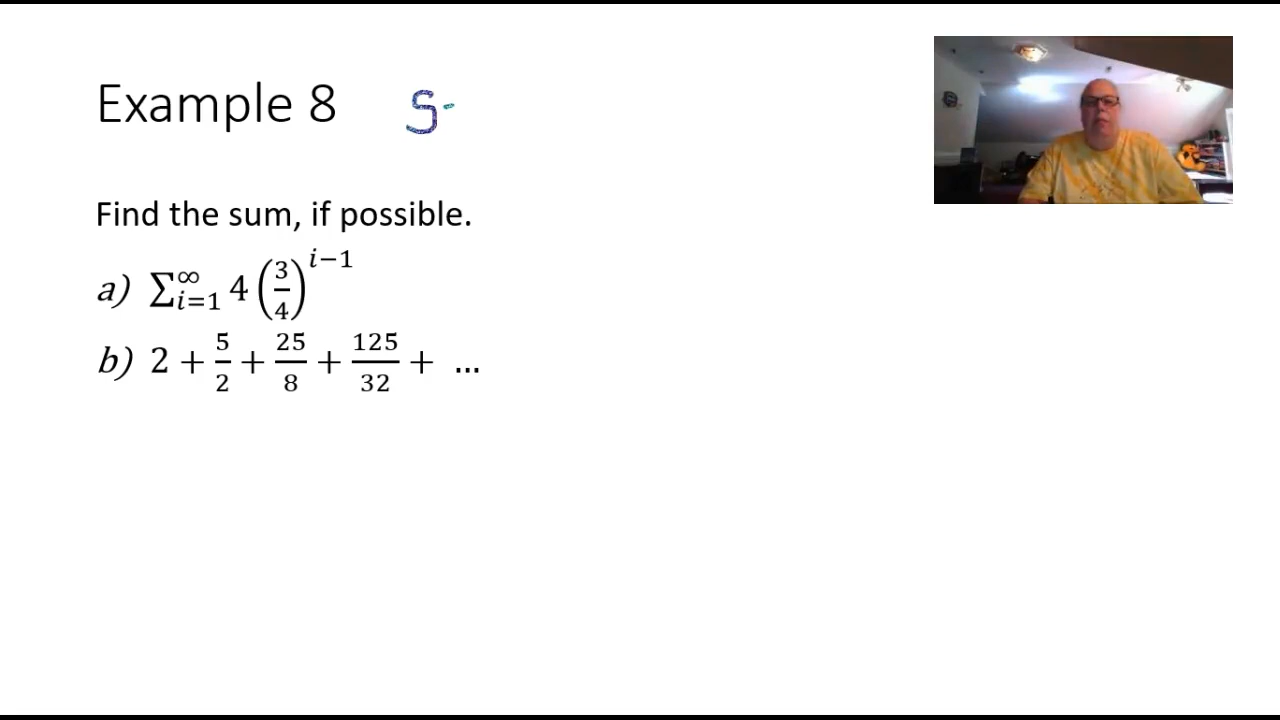 Example 8 S-
Find the sum, if possible.
a) ∑_{i=1}^{∞} 4(3/4)^{i−1}
b) 2 + 5/2 + 25/8 + 125/32 + ...